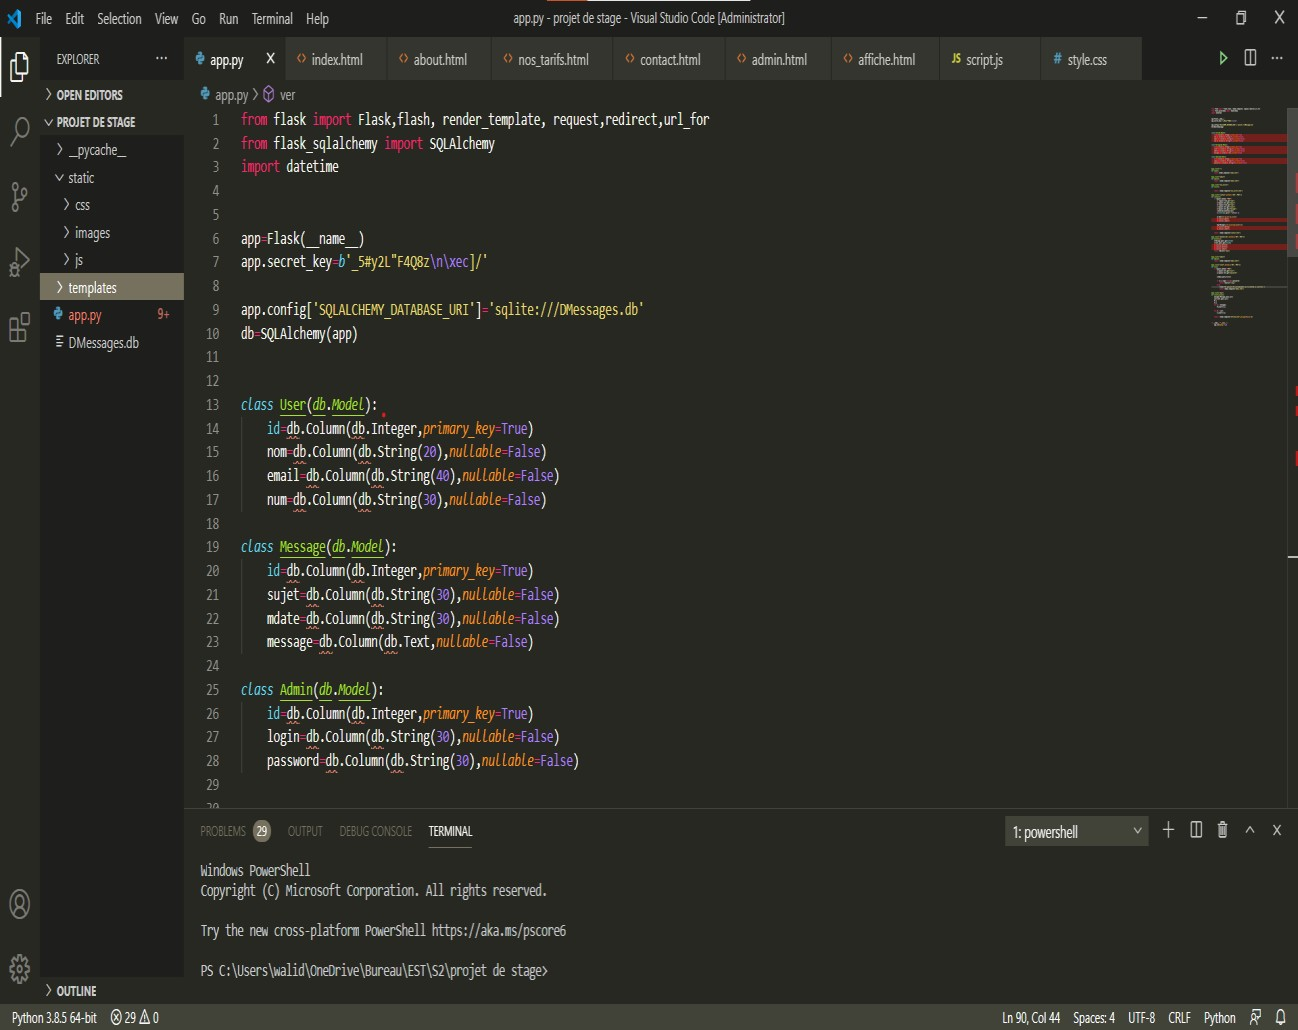 File Edit Selection View Go Run Terminal Help app.py - projet de stage - Visual Studio Code [Administrator]
EXPLORER ··· app.py X index.html about.html nos_tarifs.html contact.html admin.html affiche.html JS script.js # style.css ···
OPEN EDITORS
PROJET DE STAGE
__pycache__
static
css
images
js
templates
app.py 9+
DMessages.db
OUTLINE
app.py > ver
1 from flask import Flask,flash, render_template, request,redirect,url_for
2 from flask_sqlalchemy import SQLAlchemy
3 import datetime
4
5
6 app=Flask(__name__)
7 app.secret_key=b'_5#y2L"F4Q8z\n\xec]/'
8
9 app.config['SQLALCHEMY_DATABASE_URI']='sqlite:///DMessages.db'
10 db=SQLAlchemy(app)
11
12
13 class User(db.Model):
14 id=db.Column(db.Integer,primary_key=True)
15 nom=db.Column(db.String(20),nullable=False)
16 email=db.Column(db.String(40),nullable=False)
17 num=db.Column(db.String(30),nullable=False)
18
19 class Message(db.Model):
20 id=db.Column(db.Integer,primary_key=True)
21 sujet=db.Column(db.String(30),nullable=False)
22 mdate=db.Column(db.String(30),nullable=False)
23 message=db.Column(db.Text,nullable=False)
24
25 class Admin(db.Model):
26 id=db.Column(db.Integer,primary_key=True)
27 login=db.Column(db.String(30),nullable=False)
28 password=db.Column(db.String(30),nullable=False)
29
30
PROBLEMS 29 OUTPUT DEBUG CONSOLE TERMINAL 1: powershell
Windows PowerShell
Copyright (C) Microsoft Corporation. All rights reserved.
Try the new cross-platform PowerShell https://aka.ms/pscore6
PS C:\Users\walid\OneDrive\Bureau\EST\S2\projet de stage>
Python 3.8.5 64-bit 29 0 Ln 90, Col 44 Spaces: 4 UTF-8 CRLF Python